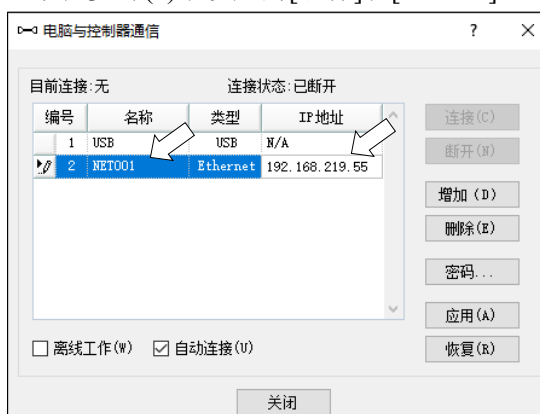 电脑与控制器通信
目前连接:无 连接状态:已断开
编号 名称 类型 IP地址
1 USB USB N/A
2 NET001 Ethernet 192.168.219.55
连接(C)
断开(N)
增加 (D)
删除(E)
密码...
应用(A)
恢复(R)
离线工作(W) 自动连接(U)
关闭